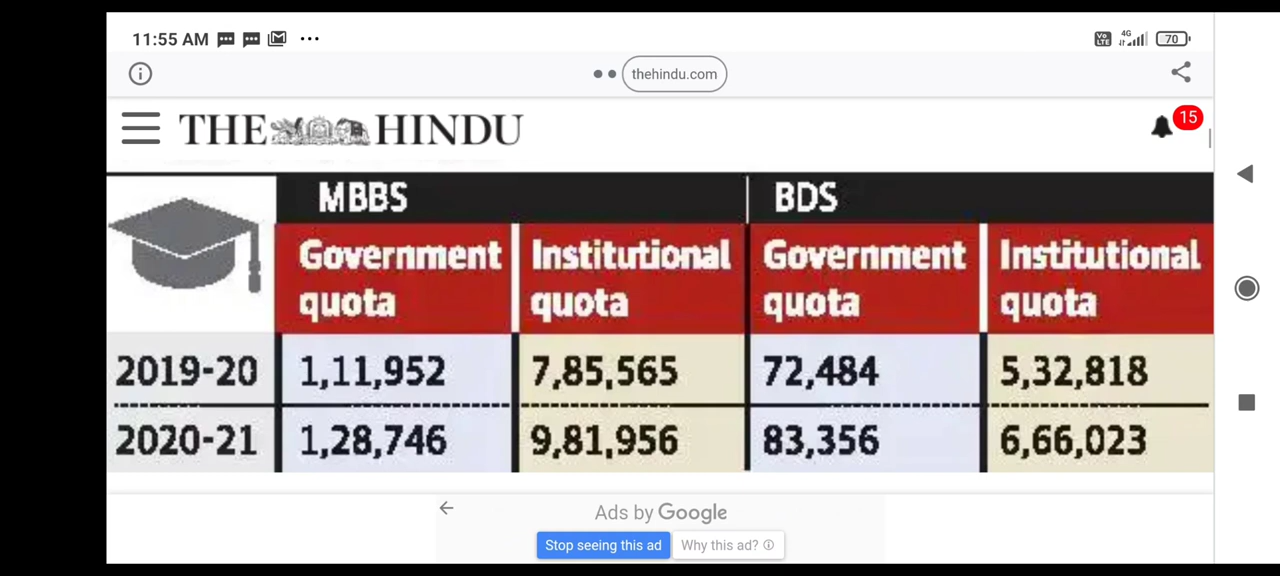 11:55 AM
4G
Vo LTE
70
thehindu.com
THE HINDU
15
MBBS BDS
Government quota Institutional quota Government quota Institutional quota
2019-20 1,11,952 7,85,565 72,484 5,32,818
2020-21 1,28,746 9,81,956 83,356 6,66,023
Ads by Google
Stop seeing this ad Why this ad?